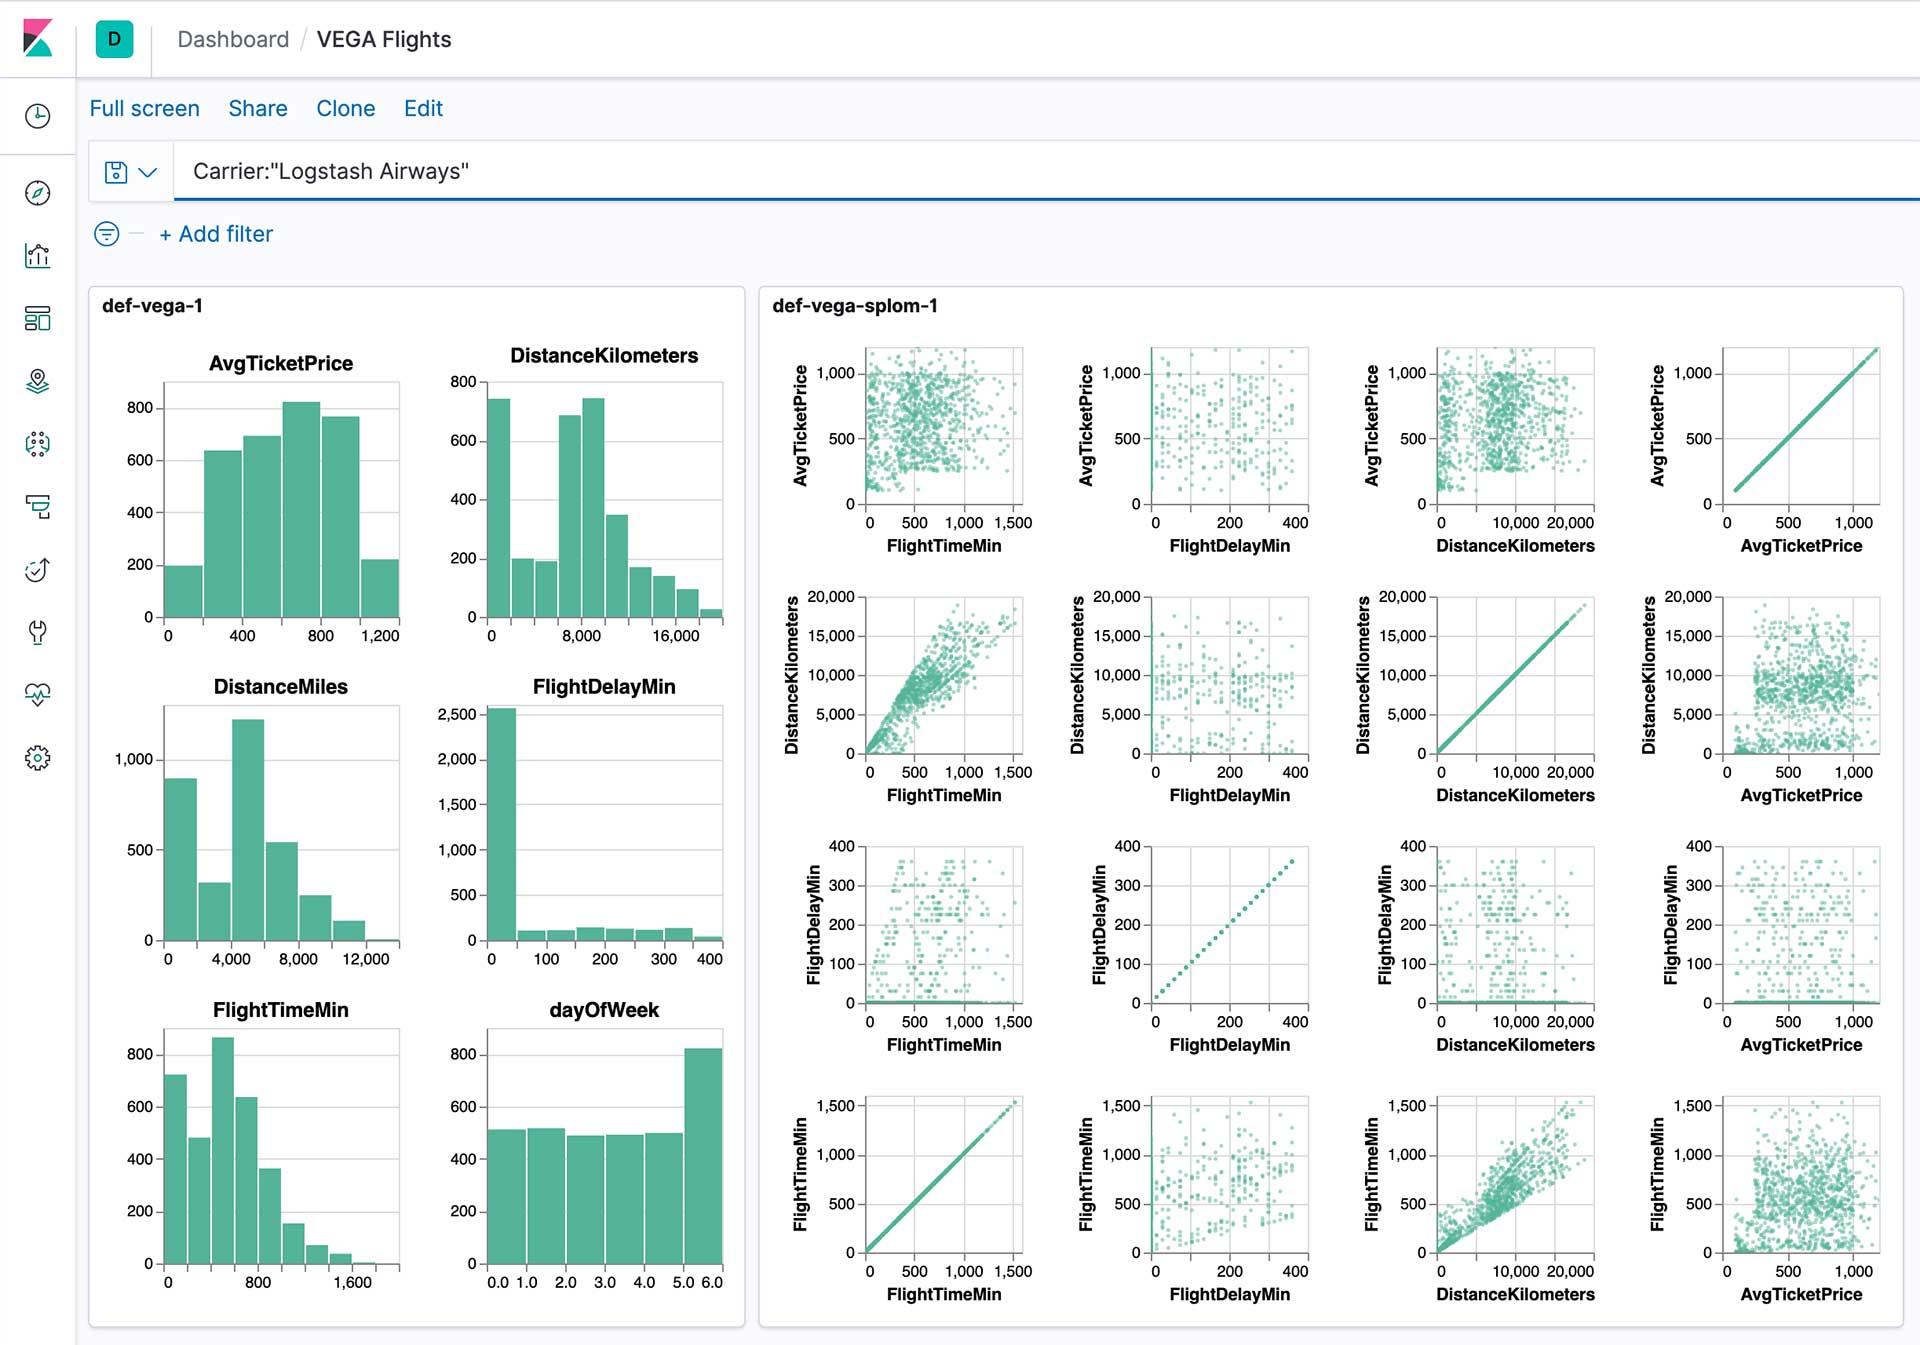 D Dashboard / VEGA Flights
Full screen Share Clone Edit
Carrier:"Logstash Airways"
+ Add filter
def-vega-1
AvgTicketPrice
800
600
400
200
0
0 400 800 1,200
DistanceKilometers
800
600
400
200
0
0 8,000 16,000
DistanceMiles
1,000
500
0
0 4,000 8,000 12,000
FlightDelayMin
2,500
2,000
1,500
1,000
500
0
0 100 200 300 400
FlightTimeMin
800
600
400
200
0
0 800 1,600
dayOfWeek
800
600
400
200
0
0.0 1.0 2.0 3.0 4.0 5.0 6.0
def-vega-splom-1
AvgTicketPrice
1,000
500
0
0 500 1,000 1,500
FlightTimeMin
AvgTicketPrice
1,000
500
0
0 200 400
FlightDelayMin
AvgTicketPrice
1,000
500
0
0 10,000 20,000
DistanceKilometers
AvgTicketPrice
1,000
500
0
0 500 1,000
AvgTicketPrice
DistanceKilometers
20,000
15,000
10,000
5,000
0
0 500 1,000 1,500
FlightTimeMin
DistanceKilometers
20,000
15,000
10,000
5,000
0
0 200 400
FlightDelayMin
DistanceKilometers
20,000
15,000
10,000
5,000
0
0 10,000 20,000
DistanceKilometers
DistanceKilometers
20,000
15,000
10,000
5,000
0
0 500 1,000
AvgTicketPrice
FlightDelayMin
400
300
200
100
0
0 500 1,000 1,500
FlightTimeMin
FlightDelayMin
400
300
200
100
0
0 200 400
FlightDelayMin
FlightDelayMin
400
300
200
100
0
0 10,000 20,000
DistanceKilometers
FlightDelayMin
400
300
200
100
0
0 500 1,000
AvgTicketPrice
FlightTimeMin
1,500
1,000
500
0
0 500 1,000 1,500
FlightTimeMin
FlightTimeMin
1,500
1,000
500
0
0 200 400
FlightDelayMin
FlightTimeMin
1,500
1,000
500
0
0 10,000 20,000
DistanceKilometers
FlightTimeMin
1,500
1,000
500
0
0 500 1,000
AvgTicketPrice